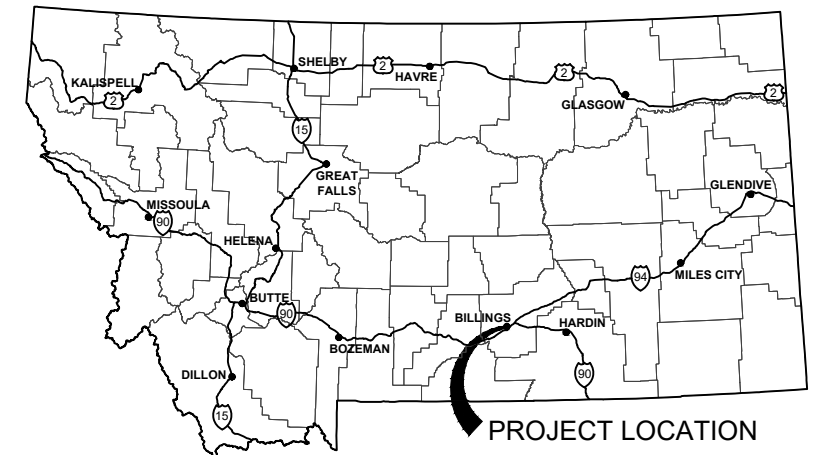 SHELBY
2
HAVRE
2
KALISPELL
2
2
GLASGOW
15
GREAT
FALLS
GLENDIVE
MISSOULA
90
HELENA
94
MILES CITY
BUTTE
90
BILLINGS
HARDIN
BOZEMAN
DILLON
90
15
PROJECT LOCATION